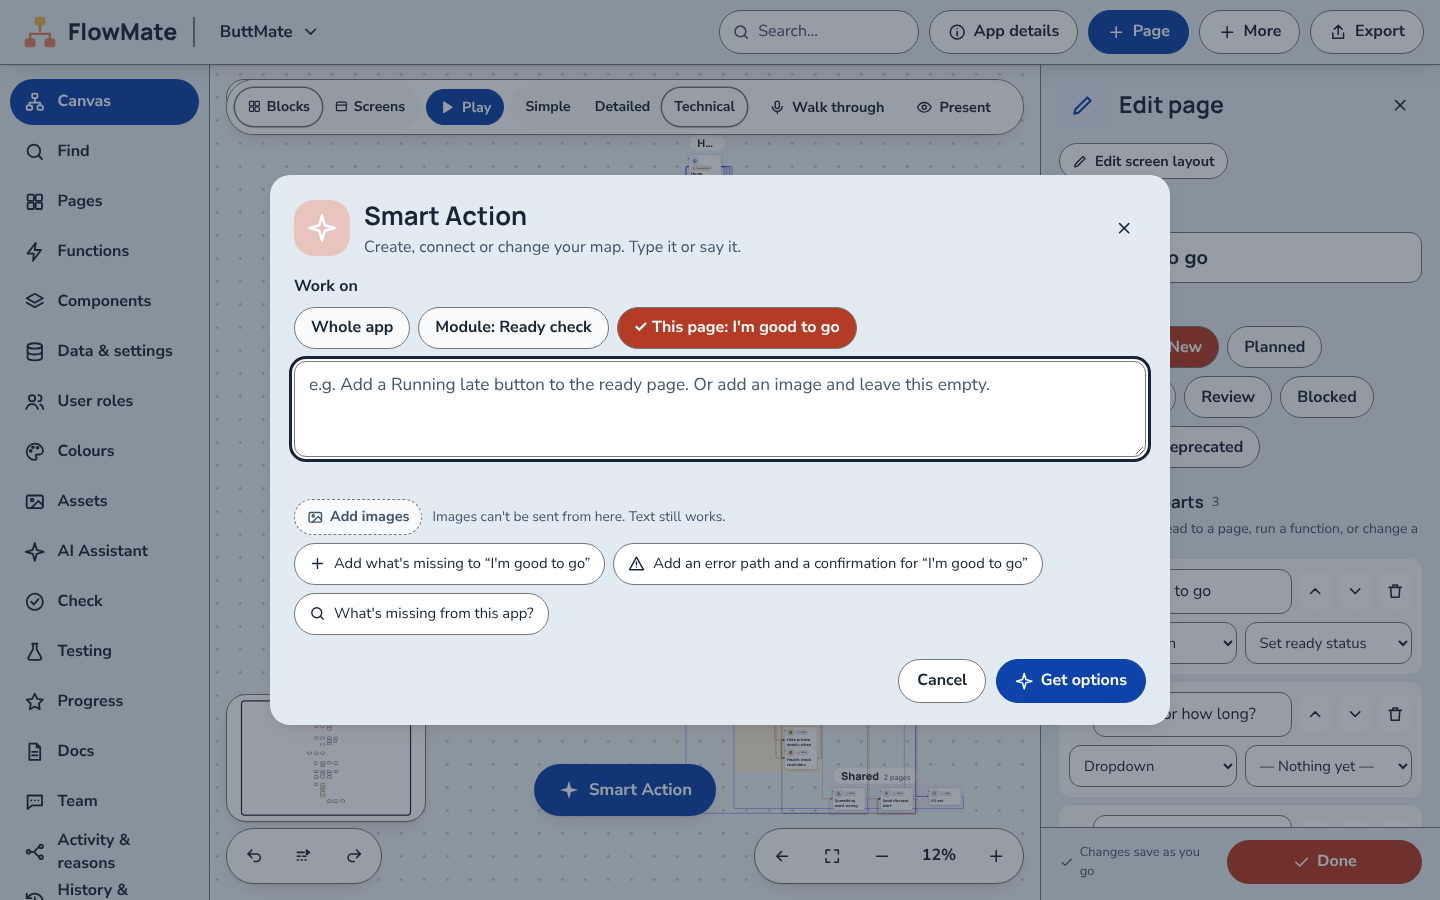 FlowMate
ButtMate
Search...
App details
Page
More
Export
Canvas
Find
Pages
Functions
Components
Data & settings
User roles
Colours
Assets
AI Assistant
Check
Testing
Progress
Docs
Team
Activity & reasons
History &
Blocks
Screens
Play
Simple
Detailed
Technical
Walk through
Present
H...
Smart Action
Create, connect or change your map. Type it or say it.
Work on
Whole app
Module: Ready check
This page: I'm good to go
e.g. Add a Running late button to the ready page. Or add an image and leave this empty.
Add images
Images can't be sent from here. Text still works.
Add what's missing to “I'm good to go”
Add an error path and a confirmation for “I'm good to go”
What's missing from this app?
Cancel
Get options
Shared 2 pages
Smart Action
12%
Edit page
Edit screen layout
o go
New
Planned
Review
Blocked
eprecated
arts 3
ead to a page, run a function, or change a
to go
Set ready status
or how long?
Dropdown
— Nothing yet —
Changes save as you go
Done